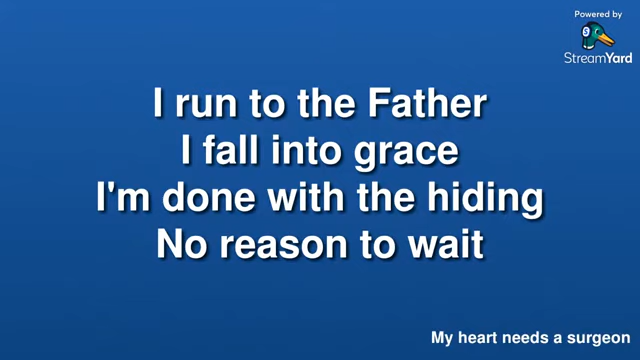 Powered by
StreamYard
I run to the Father
I fall into grace
I'm done with the hiding
No reason to wait
My heart needs a surgeon